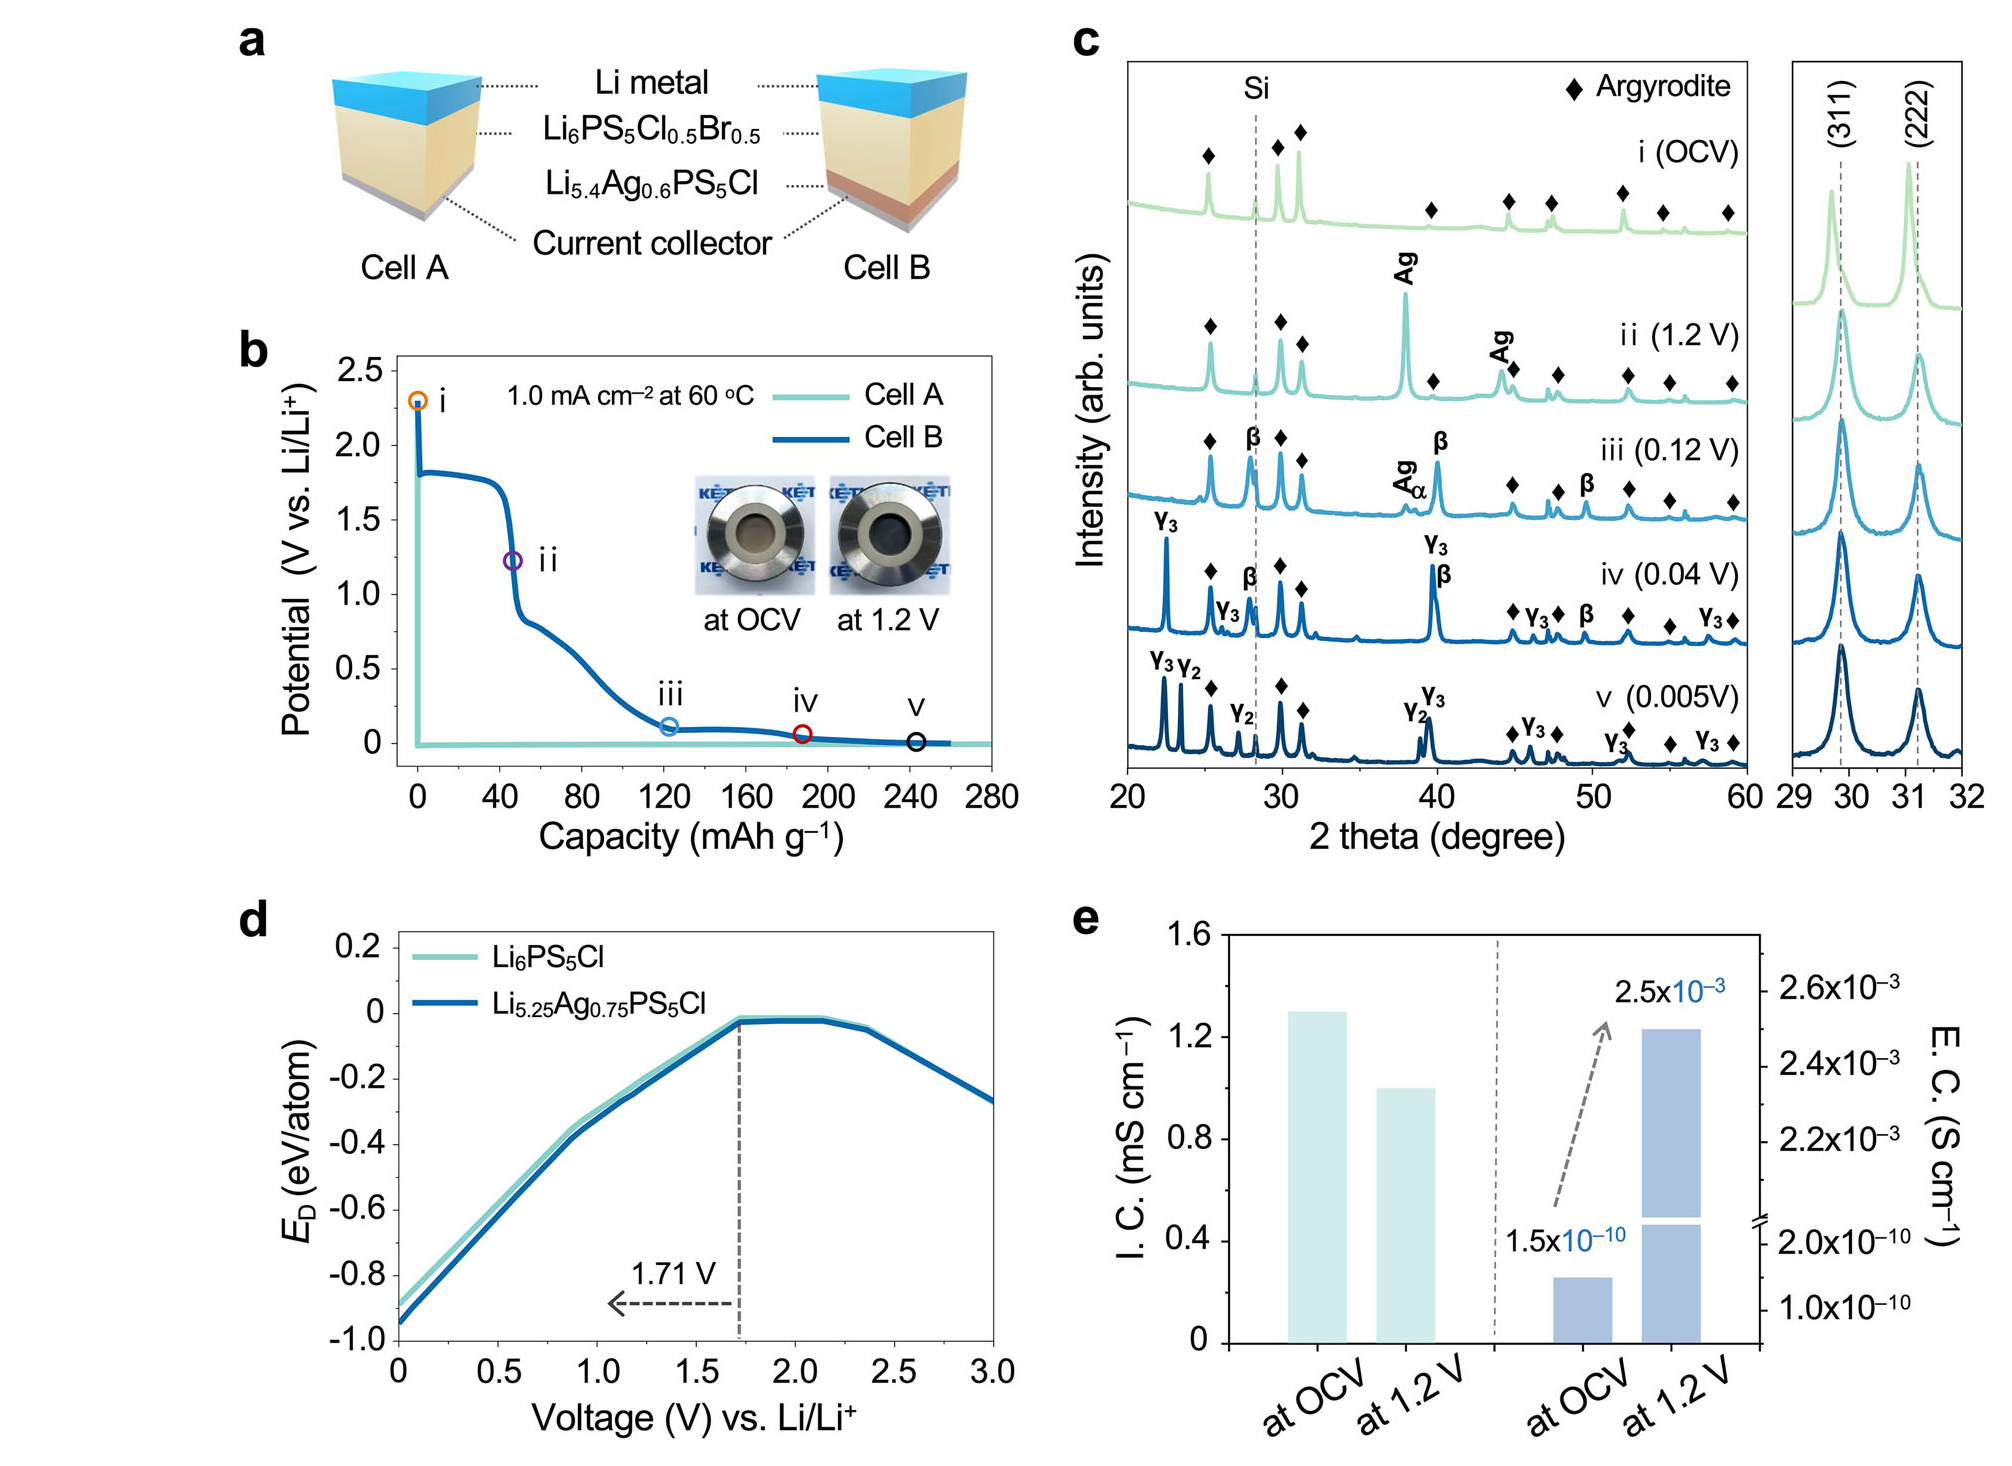 a
Li metal
Li6PS5Cl0.5Br0.5
Li5.4Ag0.6PS5Cl
Current collector
Cell A
Cell B
b
Potential (V vs. Li/Li+)
2.5
2.0
1.5
1.0
0.5
0
1.0 mA cm–2 at 60 oC
Cell A
Cell B
i
ii
iii
iv
v
KETI
at OCV
at 1.2 V
0 40 80 120 160 200 240 280
Capacity (mAh g–1)
c
Intensity (arb. units)
Si
♦ Argyrodite
i (OCV)
Ag
Ag
ii (1.2 V)
β
Ag
α
β
β
iii (0.12 V)
γ3
γ3
β
γ3
β
γ3
β
γ3
iv (0.04 V)
γ3
γ2
γ2
γ2
γ3
γ3
γ3
γ3
v (0.005V)
20 30 40 50 60
2 theta (degree)
(311)
(222)
29 30 31 32
d
ED (eV/atom)
0.2
0
-0.2
-0.4
-0.6
-0.8
-1.0
Li6PS5Cl
Li5.25Ag0.75PS5Cl
1.71 V
0 0.5 1.0 1.5 2.0 2.5 3.0
Voltage (V) vs. Li/Li+
e
I. C. (mS cm–1)
1.6
1.2
0.8
0.4
0
2.5x10–3
1.5x10–10
2.6x10–3
2.4x10–3
2.2x10–3
2.0x10–10
1.0x10–10
E. C. (S cm–1)
at OCV
at 1.2 V
at OCV
at 1.2 V